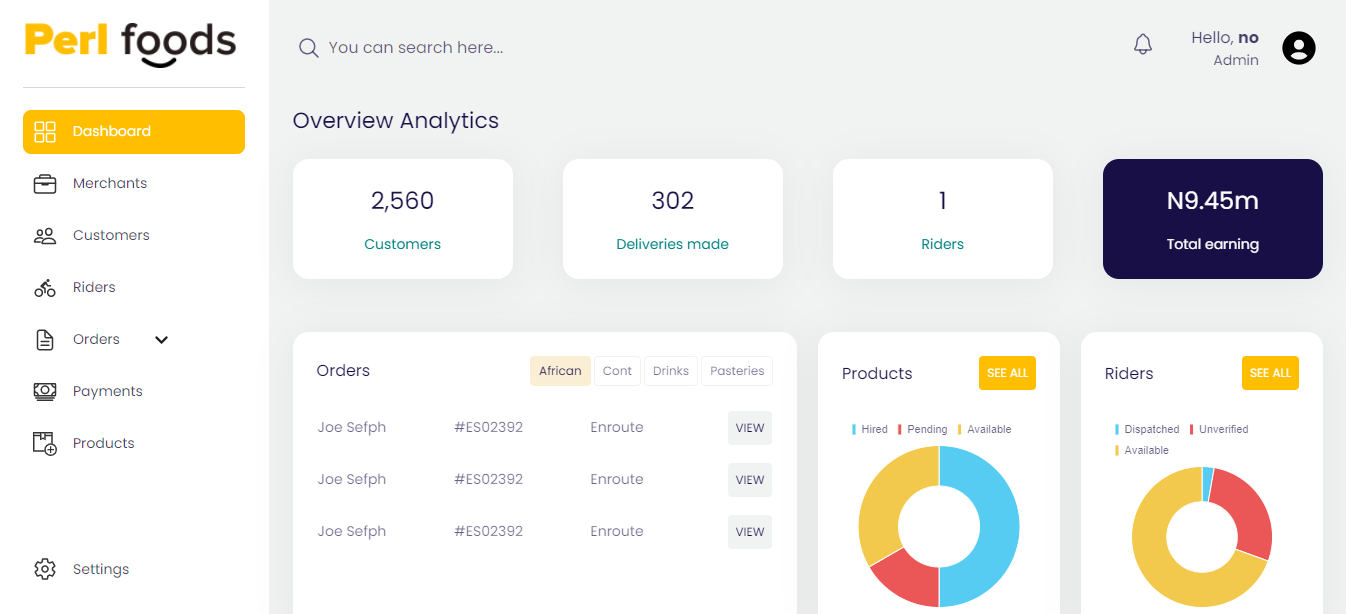 Perl foods
Dashboard
Merchants
Customers
Riders
Orders
Payments
Products
Settings
You can search here...
Hello, no
Admin
Overview Analytics
2,560
Customers
302
Deliveries made
1
Riders
N9.45m
Total earning
Orders
African Cont Drinks Pasteries
Joe Sefph #ES02392 Enroute VIEW
Joe Sefph #ES02392 Enroute VIEW
Joe Sefph #ES02392 Enroute VIEW
Products SEE ALL
Hired Pending Available
Riders SEE ALL
Dispatched Unverified
Available